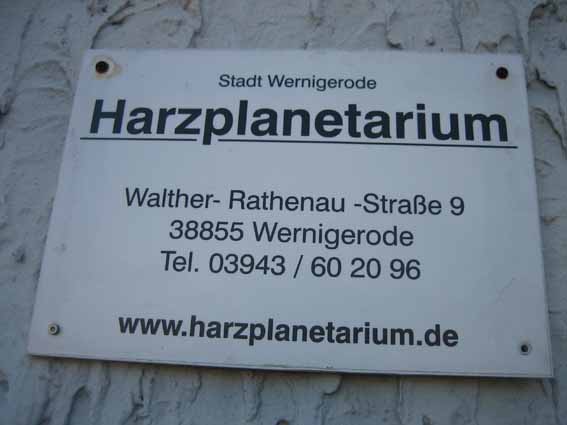 Stadt Wernigerode
Harzplanetarium
Walther- Rathenau -Straße 9
38855 Wernigerode
Tel. 03943 / 60 20 96
www.harzplanetarium.de